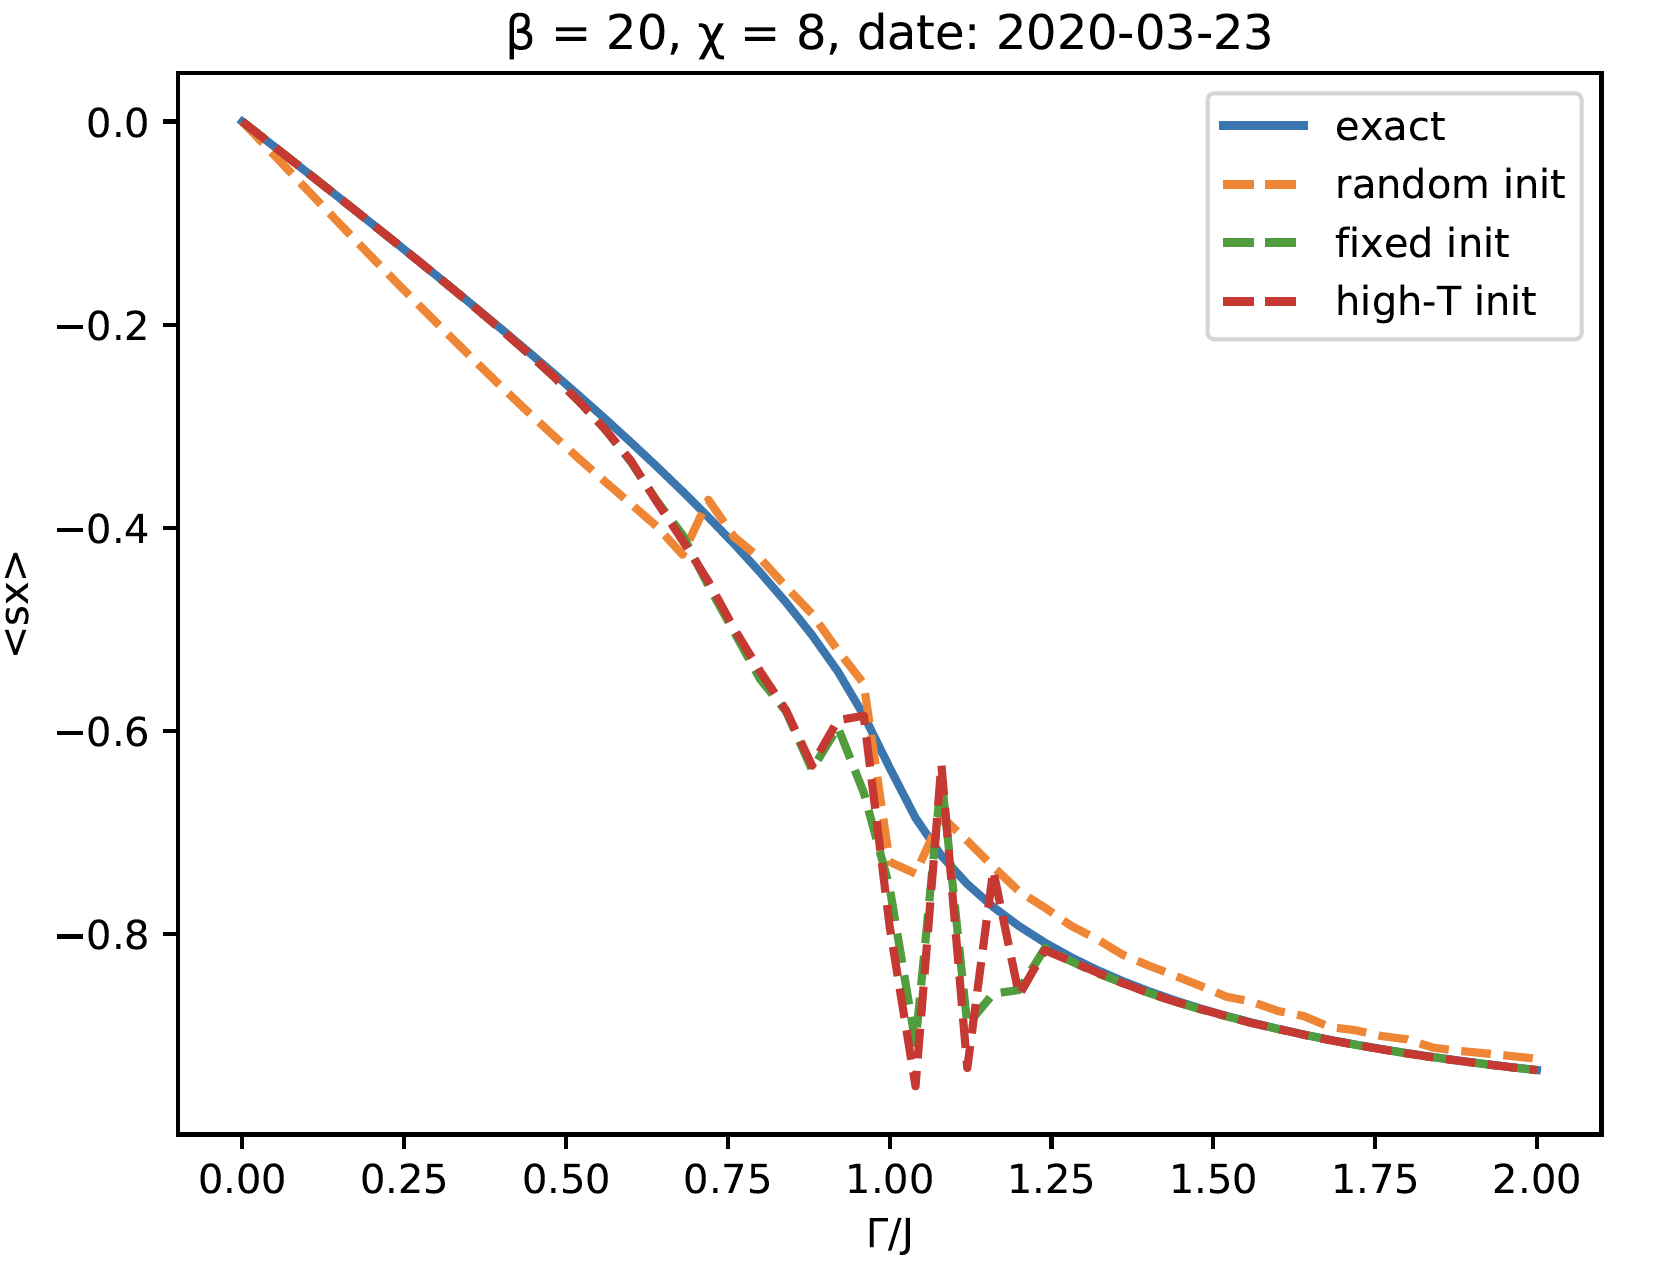 β = 20, χ = 8, date: 2020-03-23
exact
random init
fixed init
high-T init
0.0
−0.2
−0.4
−0.6
−0.8
<sx>
0.00 0.25 0.50 0.75 1.00 1.25 1.50 1.75 2.00
Γ/J